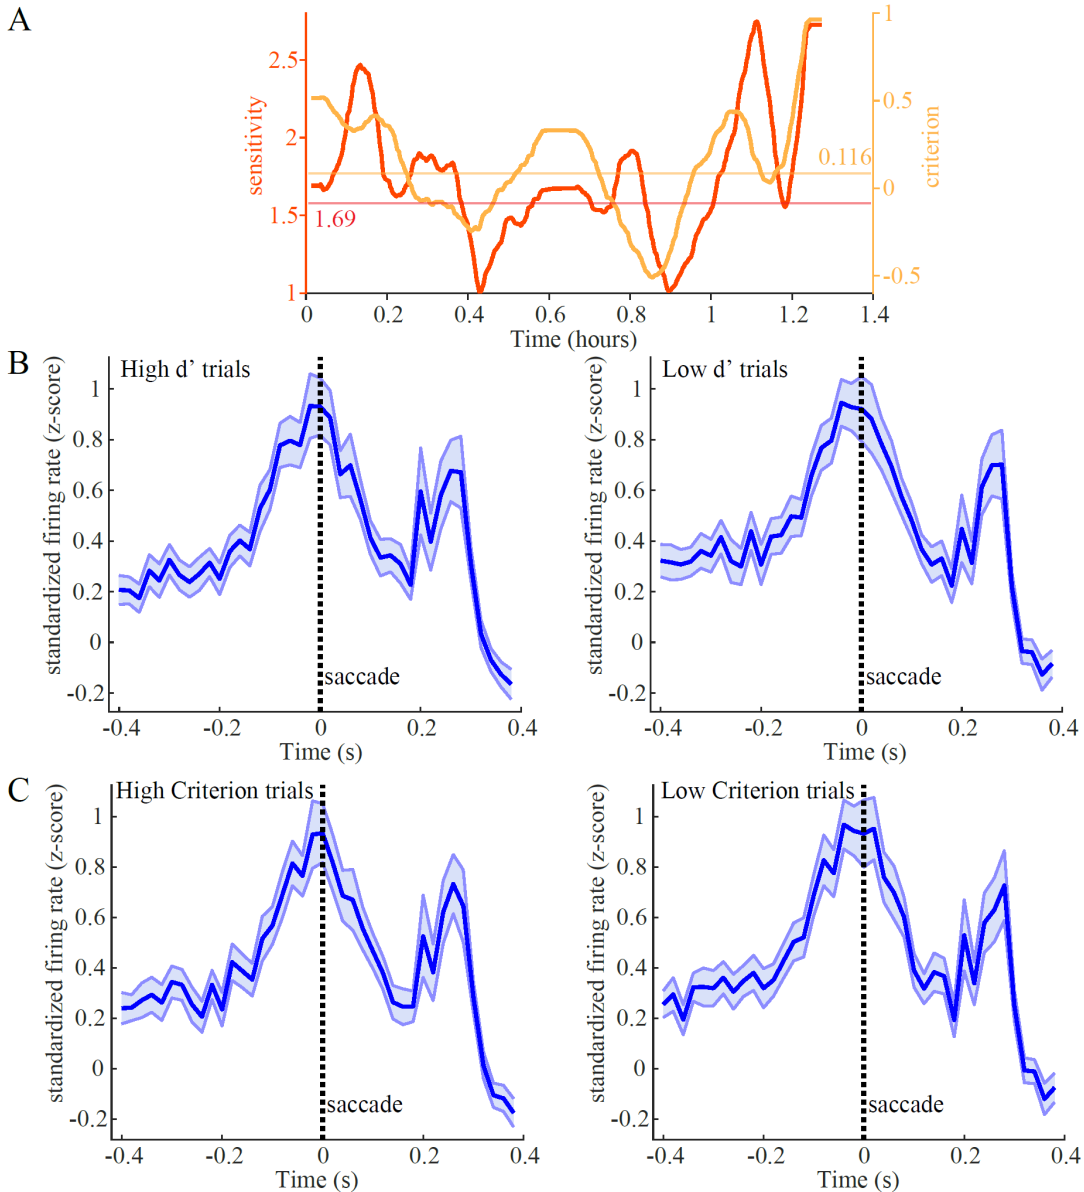 A
sensitivity
2.5
2
1.5
1
1
0.5
0
-0.5
criterion
0.116
1.69
0 0.2 0.4 0.6 0.8 1 1.2 1.4
Time (hours)
B
High d’ trials
standardized firing rate (z-score)
1
0.8
0.6
0.4
0.2
0
-0.2
saccade
-0.4 -0.2 0 0.2 0.4
Time (s)
Low d’ trials
standardized firing rate (z-score)
1
0.8
0.6
0.4
0.2
0
-0.2
saccade
-0.4 -0.2 0 0.2 0.4
Time (s)
C
High Criterion trials
standardized firing rate (z-score)
1
0.8
0.6
0.4
0.2
0
-0.2
saccade
-0.4 -0.2 0 0.2 0.4
Time (s)
Low Criterion trials
standardized firing rate (z-score)
1
0.8
0.6
0.4
0.2
0
-0.2
saccade
-0.4 -0.2 0 0.2 0.4
Time (s)